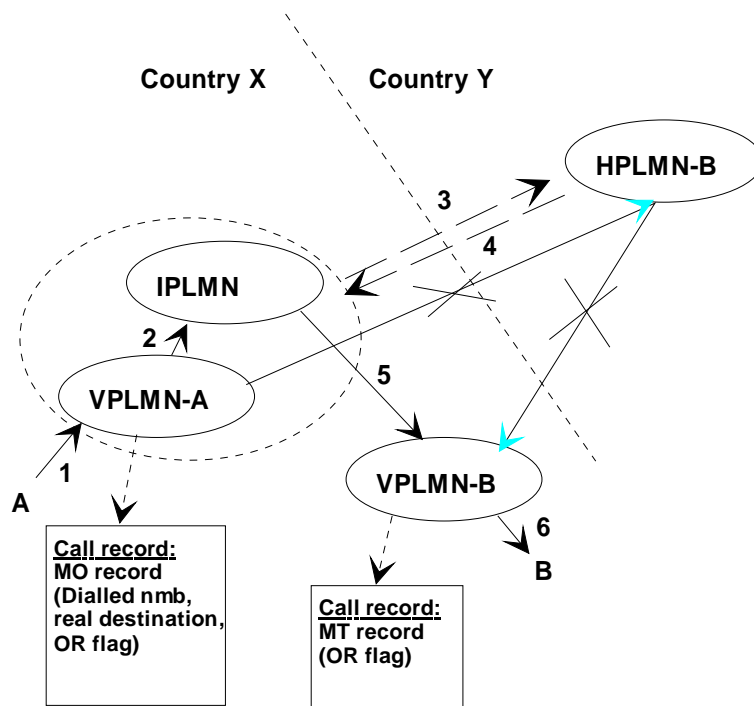 Country X
Country Y
HPLMN-B
3
4
IPLMN
2
5
VPLMN-A
1
A
VPLMN-B
6
B
Call record:
MO record
(Dialled nmb,
real destination,
OR flag)
Call record:
MT record
(OR flag)